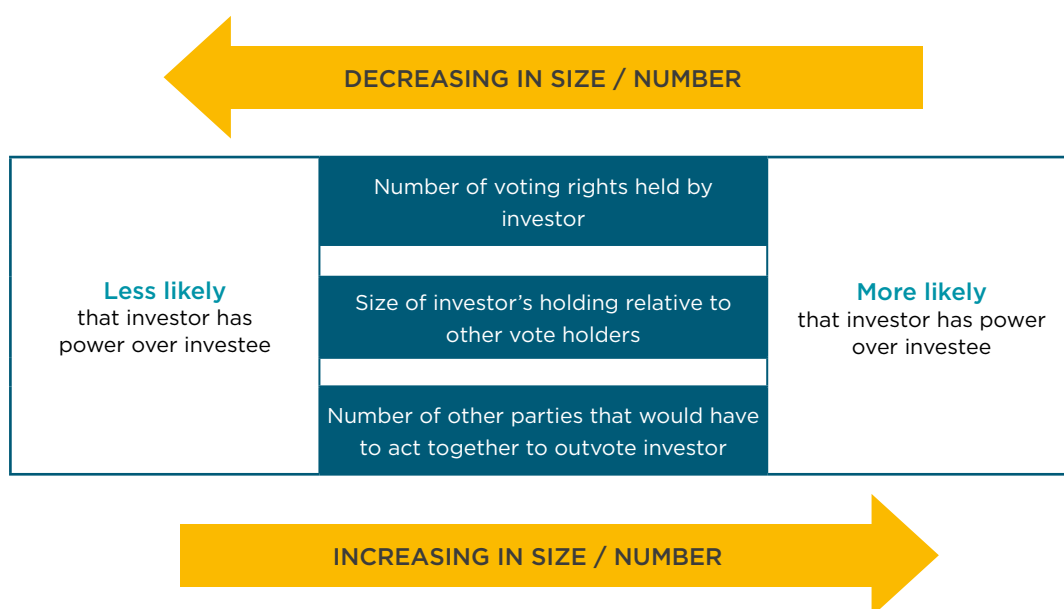 DECREASING IN SIZE / NUMBER
Number of voting rights held by
investor
Less likely
that investor has
power over investee
Size of investor’s holding relative to
other vote holders
More likely
that investor has power
over investee
Number of other parties that would have
to act together to outvote investor
INCREASING IN SIZE / NUMBER